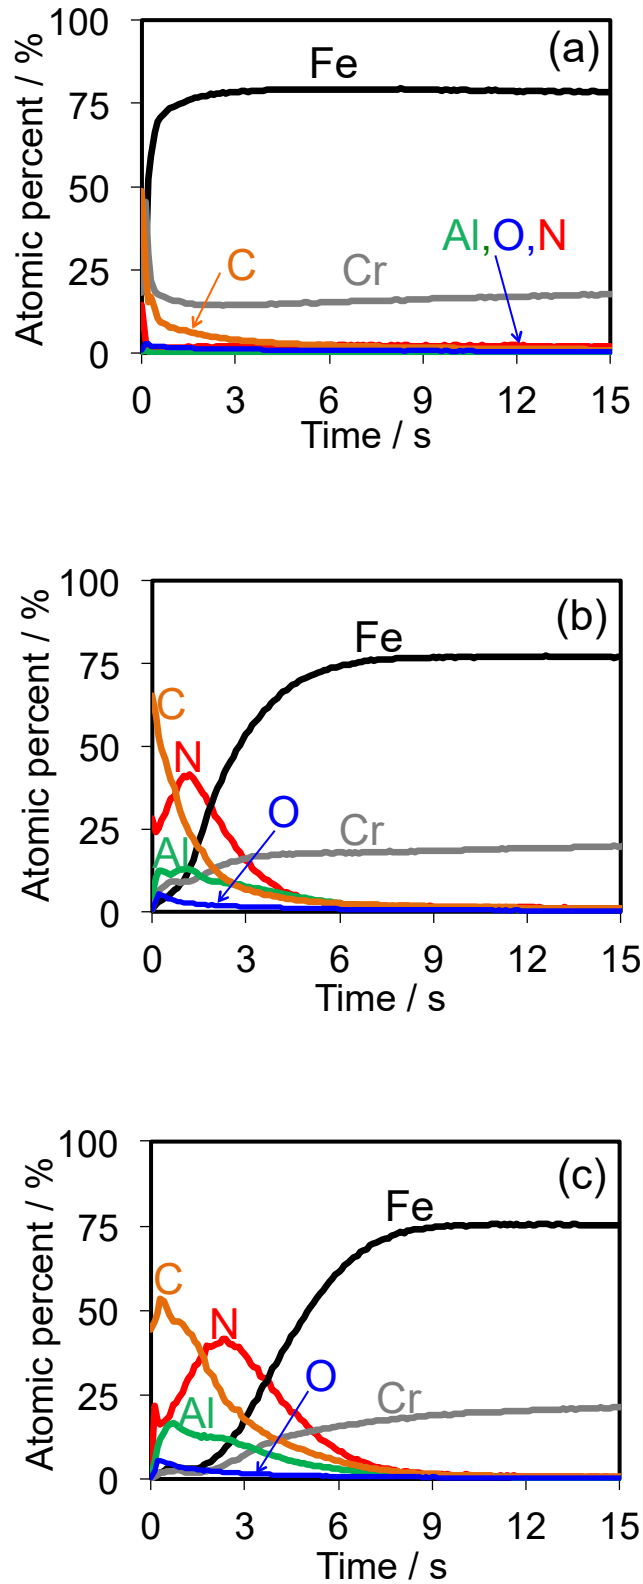 100
(a)
Fe
75
Atomic percent / %
50
Al,O,N
C
Cr
25
0
0 3 6 9 12 15
Time / s
100
(b)
Fe
75
C
Atomic percent / %
50
N
O
25
Al
Cr
0
0 3 6 9 12 15
Time / s
100
(c)
Fe
75
C
Atomic percent / %
50
N
O
25
Al
Cr
0
0 3 6 9 12 15
Time / s